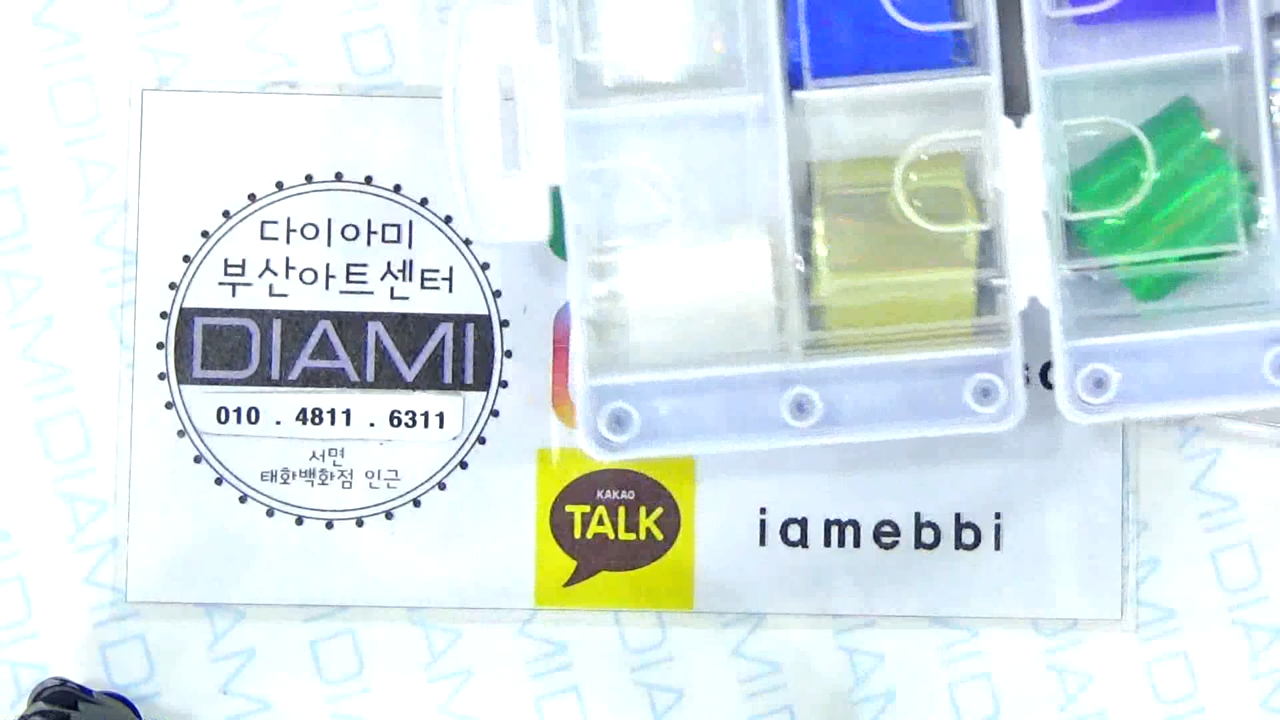 다이아미
부산아트센터
DIAMI
010 . 4811 . 6311
서면
태화백화점 인근
KAKAO
TALK
iamebbi